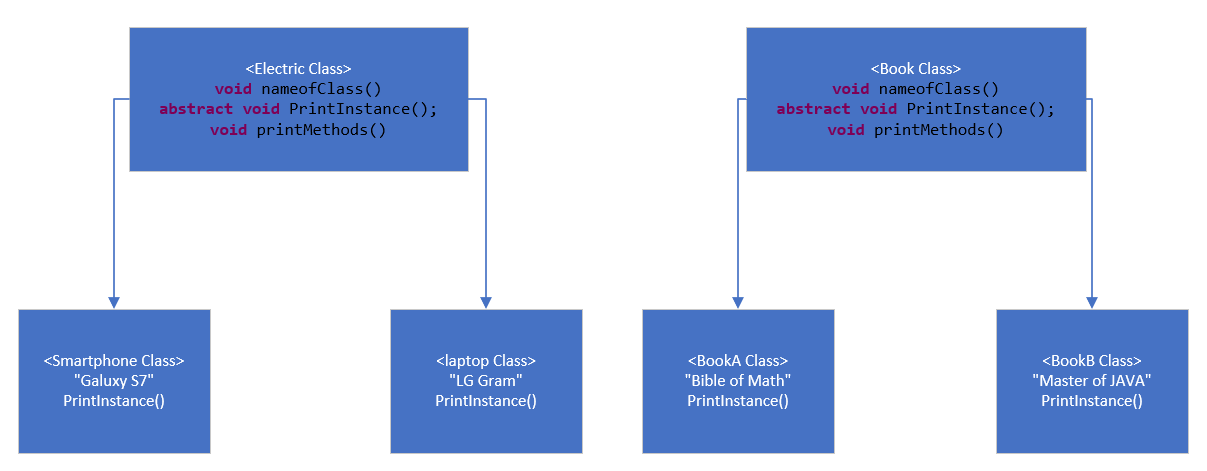 <Electric Class>
void nameofClass()
abstract void PrintInstance();
void printMethods()
<Book Class>
void nameofClass()
abstract void PrintInstance();
void printMethods()
<Smartphone Class>
"Galuxy S7"
PrintInstance()
<laptop Class>
"LG Gram"
PrintInstance()
<BookA Class>
"Bible of Math"
PrintInstance()
<BookB Class>
"Master of JAVA"
PrintInstance()